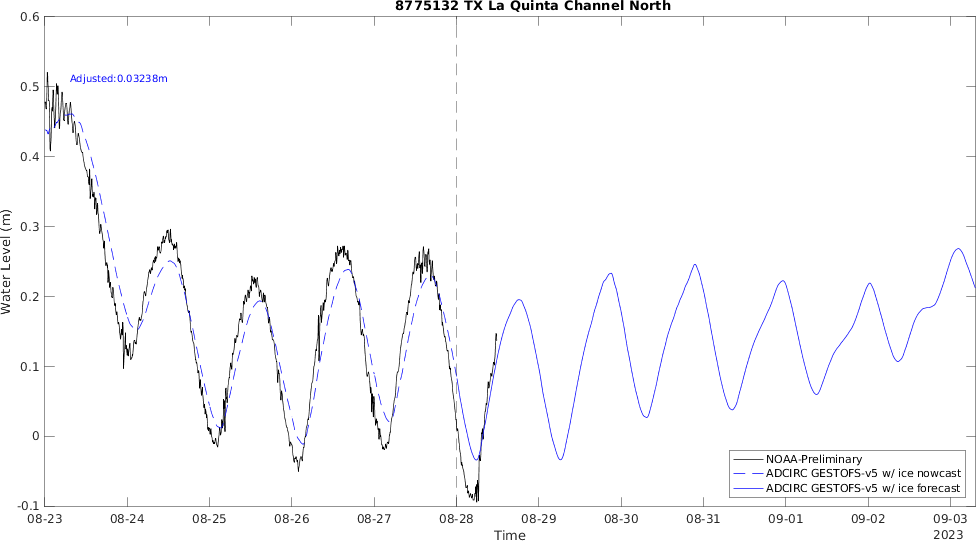 8775132 TX La Quinta Channel North
0.6
Adjusted:0.03238m
0.5
0.4
0.3
0.2
0.1
0
-0.1
Water Level (m)
NOAA-Preliminary
ADCIRC GESTOFS-v5 w/ ice nowcast
ADCIRC GESTOFS-v5 w/ ice forecast
08-23 08-24 08-25 08-26 08-27 08-28 08-29 08-30 08-31 09-01 09-02 09-03
Time
2023